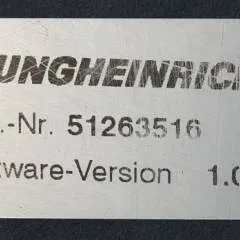 UNGHEINRICH
.-Nr. 51263516
tware-Version 1.0